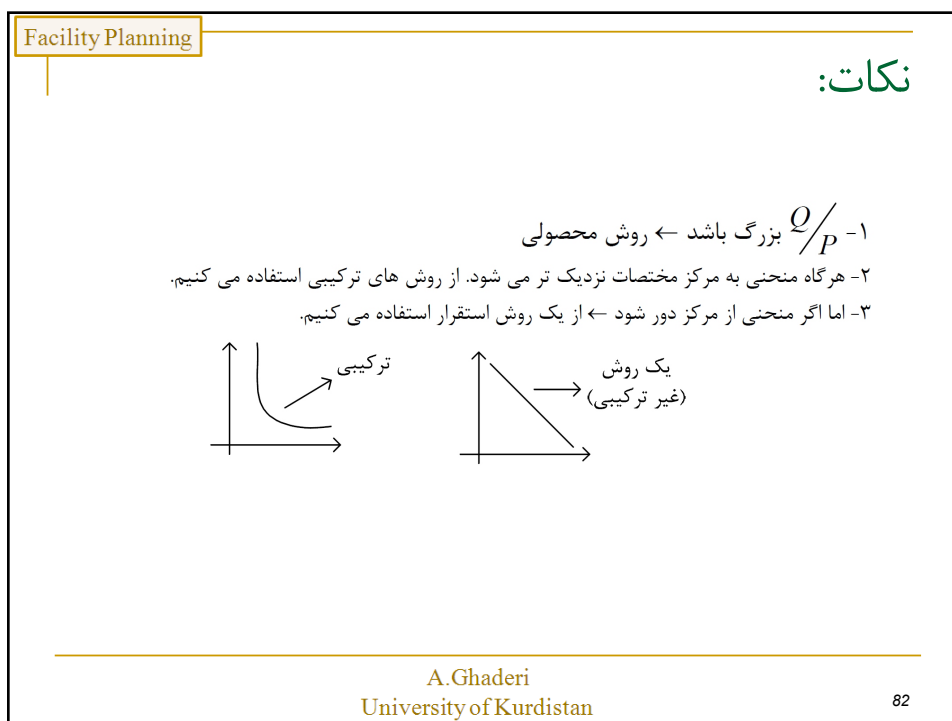 Facility Planning
نکات:
۱- Q/P بزرگ باشد ← روش محصولی
۲- هرگاه منحنی به مرکز مختصات نزدیک تر می شود. از روش های ترکیبی استفاده می کنیم.
۳- اما اگر منحنی از مرکز دور شود ← از یک روش استقرار استفاده می کنیم.
یک روش
(غیر ترکیبی)
ترکیبی
A.Ghaderi
University of Kurdistan
82